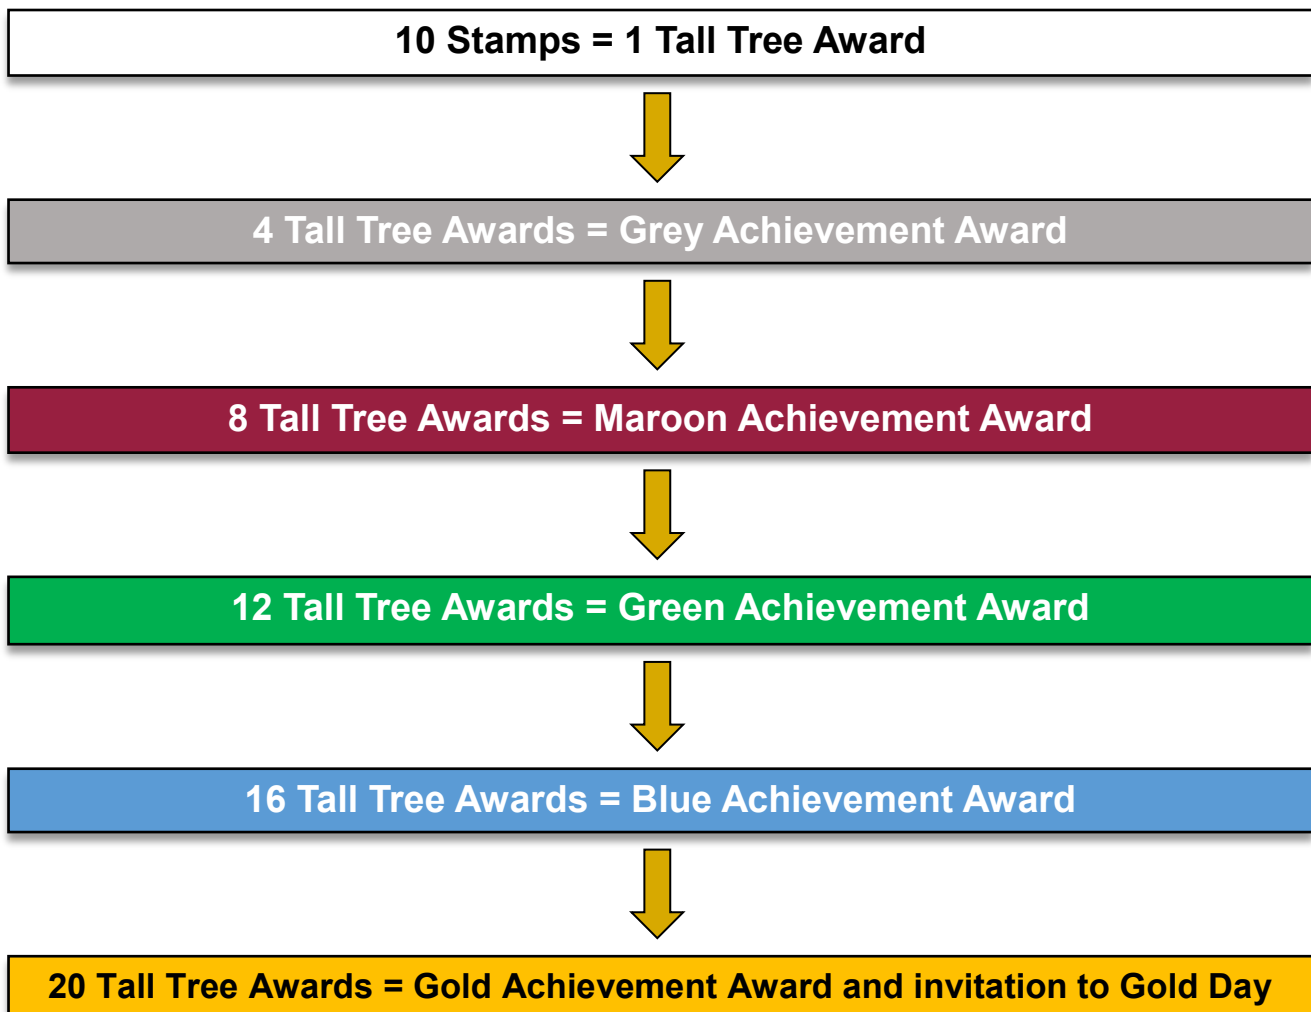 10 Stamps = 1 Tall Tree Award
4 Tall Tree Awards = Grey Achievement Award
8 Tall Tree Awards = Maroon Achievement Award
12 Tall Tree Awards = Green Achievement Award
16 Tall Tree Awards = Blue Achievement Award
20 Tall Tree Awards = Gold Achievement Award and invitation to Gold Day